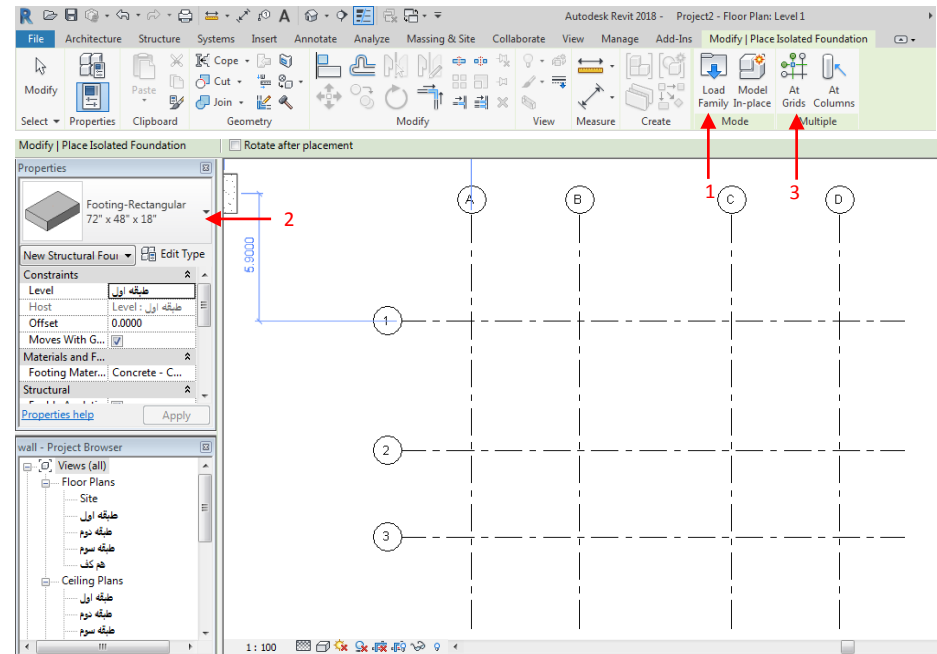 Autodesk Revit 2018 - Project2 - Floor Plan: Level 1
File Architecture Structure Systems Insert Annotate Analyze Massing & Site Collaborate View Manage Add-Ins Modify | Place Isolated Foundation
Cope
Cut
Join
Modify
Paste
Load Family
Model In-place
At Grids
At Columns
Select Properties Clipboard Geometry Modify View Measure Create Mode Multiple
Modify | Place Isolated Foundation Rotate after placement
Properties
Footing-Rectangular
72" x 48" x 18"
New Structural Four Edit Type
Constraints
Level طبقه اول
Host Level : طبقه اول
Offset 0.0000
Moves With G...
Materials and F...
Footing Mater... Concrete - C...
Structural
Properties help Apply
wall - Project Browser
Views (all)
Floor Plans
Site
طبقه اول
طبقه دوم
طبقه سوم
هم کف
Ceiling Plans
طبقه اول
طبقه دوم
طبقه سوم
1
2
3
A B C D
5.9000
1
2
3
1 : 100